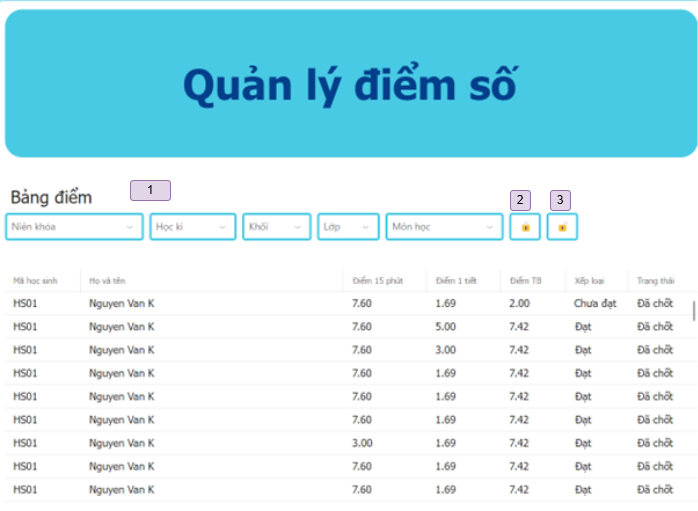 Quản lý điểm số
Bảng điểm 1 2 3
Niên khóa Học kì Khối Lớp Môn học
Mã học sinh Họ và tên Điểm 15 phút Điểm 1 tiết Điểm TB Xếp loại Trạng thái
HS01 Nguyen Van K 7.60 1.69 2.00 Chưa đạt Đã chốt
HS01 Nguyen Van K 7.60 5.00 7.42 Đạt Đã chốt
HS01 Nguyen Van K 7.60 3.00 7.42 Đạt Đã chốt
HS01 Nguyen Van K 7.60 1.69 7.42 Đạt Đã chốt
HS01 Nguyen Van K 7.60 1.69 7.42 Đạt Đã chốt
HS01 Nguyen Van K 7.60 1.69 7.42 Đạt Đã chốt
HS01 Nguyen Van K 3.00 1.69 7.42 Đạt Đã chốt
HS01 Nguyen Van K 7.60 1.69 7.42 Đạt Đã chốt
HS01 Nguyen Van K 7.60 1.69 7.42 Đạt Đã chốt